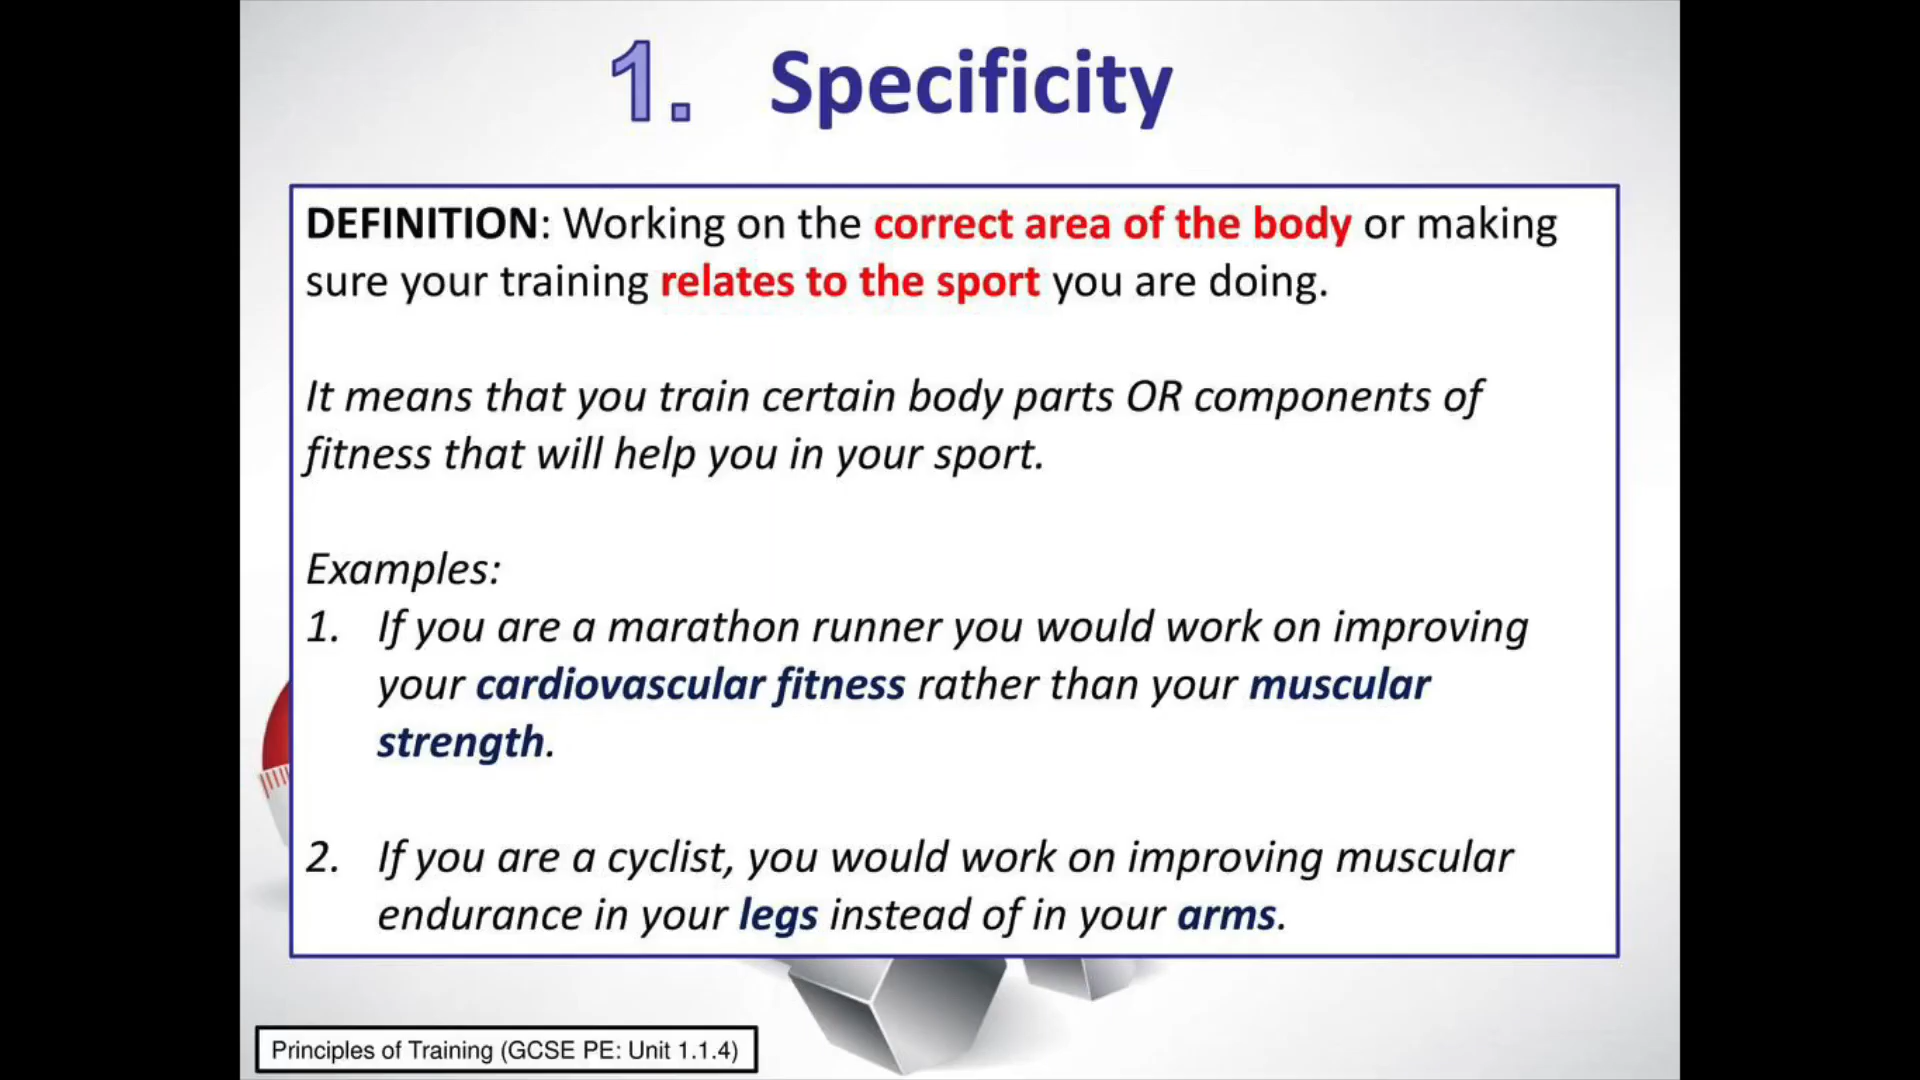 1. Specificity
DEFINITION: Working on the correct area of the body or making
sure your training relates to the sport you are doing.
It means that you train certain body parts OR components of
fitness that will help you in your sport.
Examples:
1. If you are a marathon runner you would work on improving
your cardiovascular fitness rather than your muscular
strength.
2. If you are a cyclist, you would work on improving muscular
endurance in your legs instead of in your arms.
Principles of Training (GCSE PE: Unit 1.1.4)